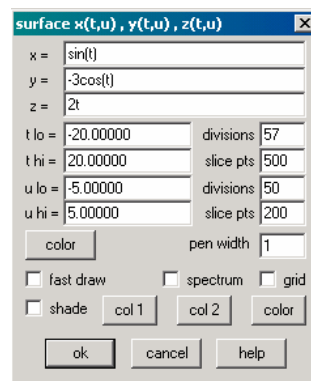 surface x(t,u) , y(t,u) , z(t,u)
x = sin(t)
y = -3cos(t)
z = 2t
t lo = -20.00000 divisions 57
t hi = 20.00000 slice pts 500
u lo = -5.00000 divisions 50
u hi = 5.00000 slice pts 200
color pen width 1
fast draw spectrum grid
shade col 1 col 2 color
ok cancel help